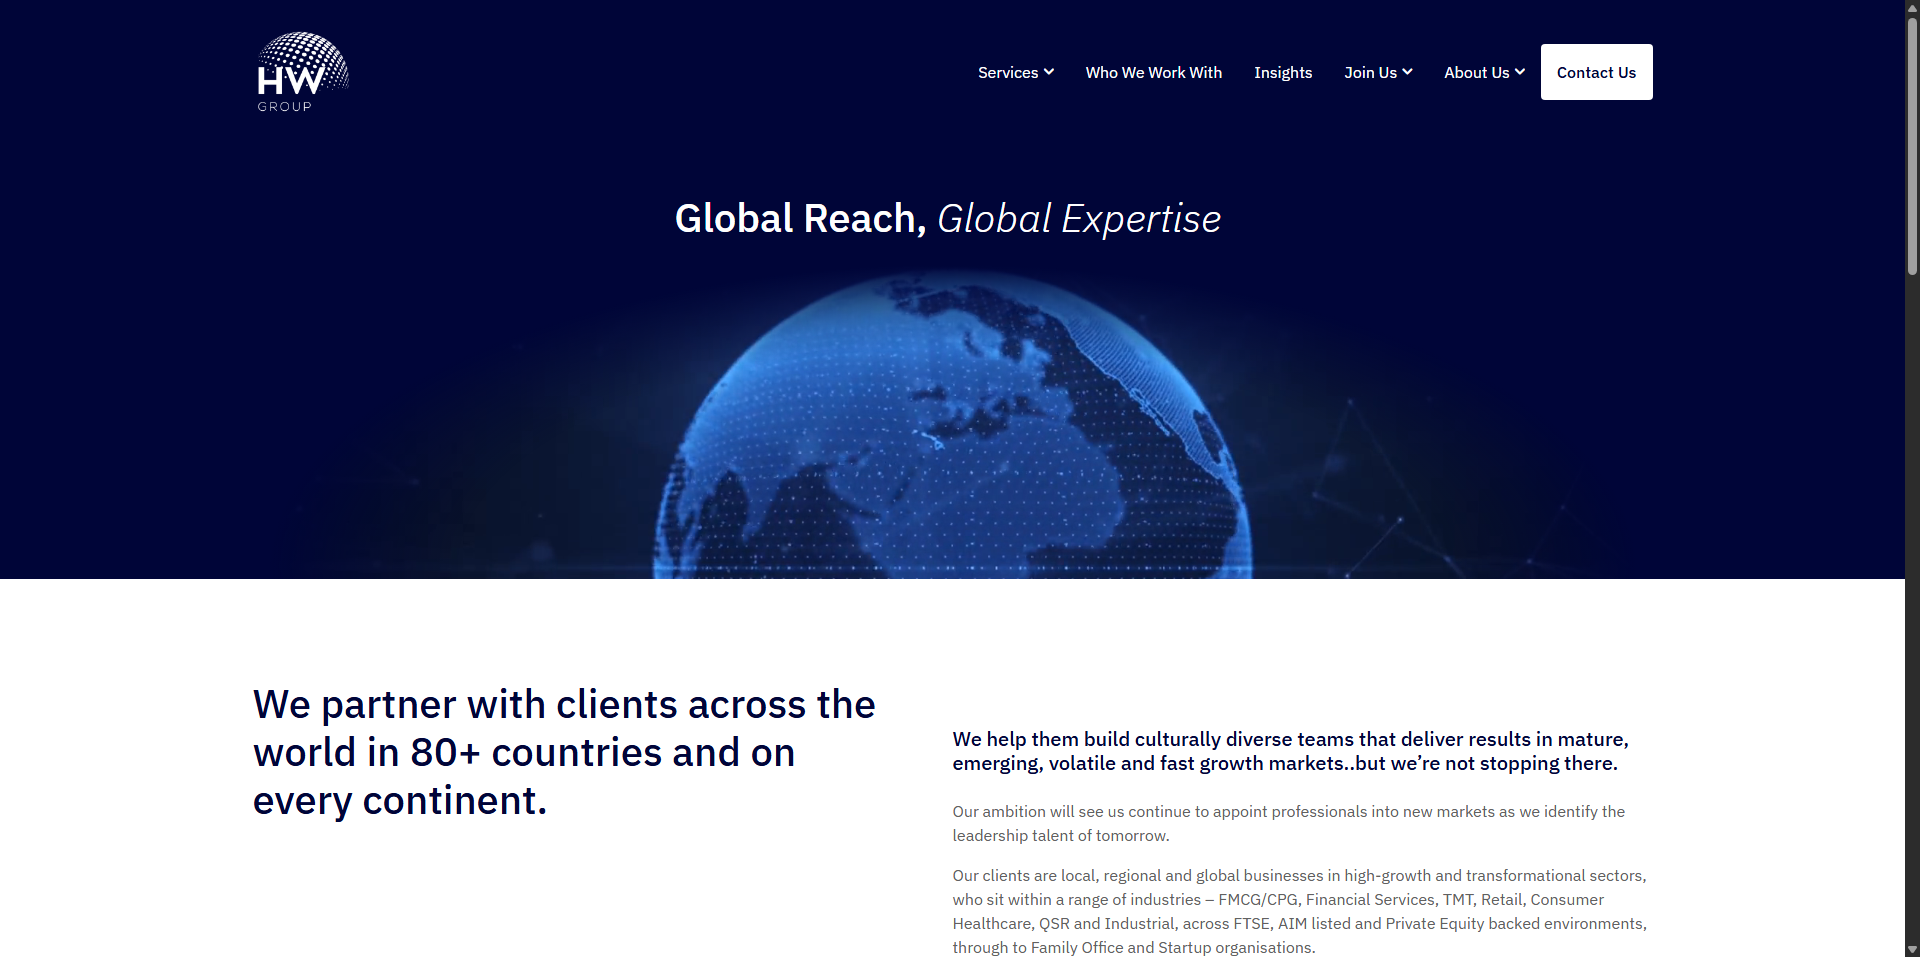 HW
GROUP
Services
Who We Work With
Insights
Join Us
About Us
Contact Us
Global Reach, Global Expertise
We partner with clients across the
world in 80+ countries and on
every continent.
We help them build culturally diverse teams that deliver results in mature,
emerging, volatile and fast growth markets..but we’re not stopping there.
Our ambition will see us continue to appoint professionals into new markets as we identify the
leadership talent of tomorrow.
Our clients are local, regional and global businesses in high-growth and transformational sectors,
who sit within a range of industries – FMCG/CPG, Financial Services, TMT, Retail, Consumer
Healthcare, QSR and Industrial, across FTSE, AIM listed and Private Equity backed environments,
through to Family Office and Startup organisations.